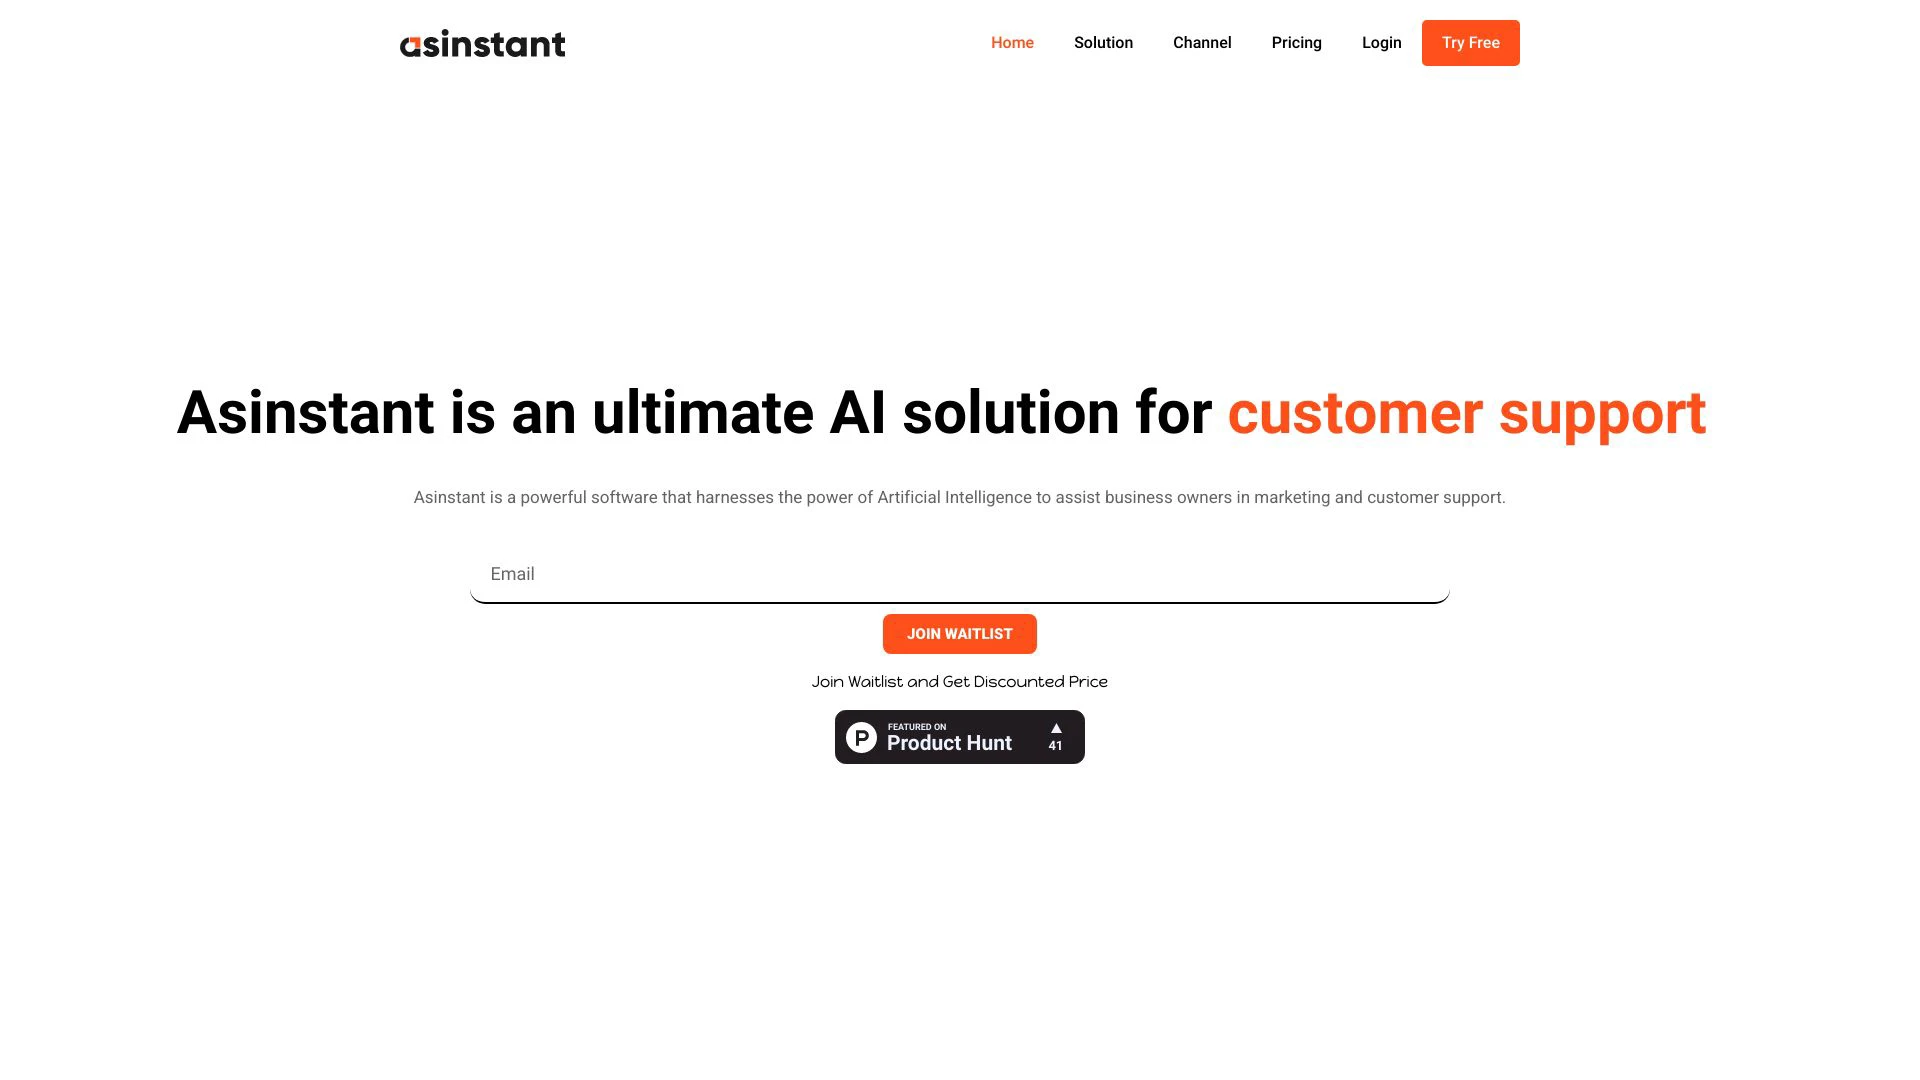 asinstant
Home
Solution
Channel
Pricing
Login
Try Free
Asinstant is an ultimate AI solution for customer support
Asinstant is a powerful software that harnesses the power of Artificial Intelligence to assist business owners in marketing and customer support.
Email
JOIN WAITLIST
Join Waitlist and Get Discounted Price
P
FEATURED ON
Product Hunt
▲
41